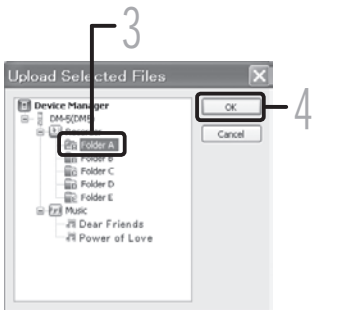 3
Upload Selected Files
Device Manager
DM-5(DM5)
Recorder
Folder A
Folder B
Folder C
Folder D
Folder E
Music
Dear Friends
Power of Love
OK
Cancel
4